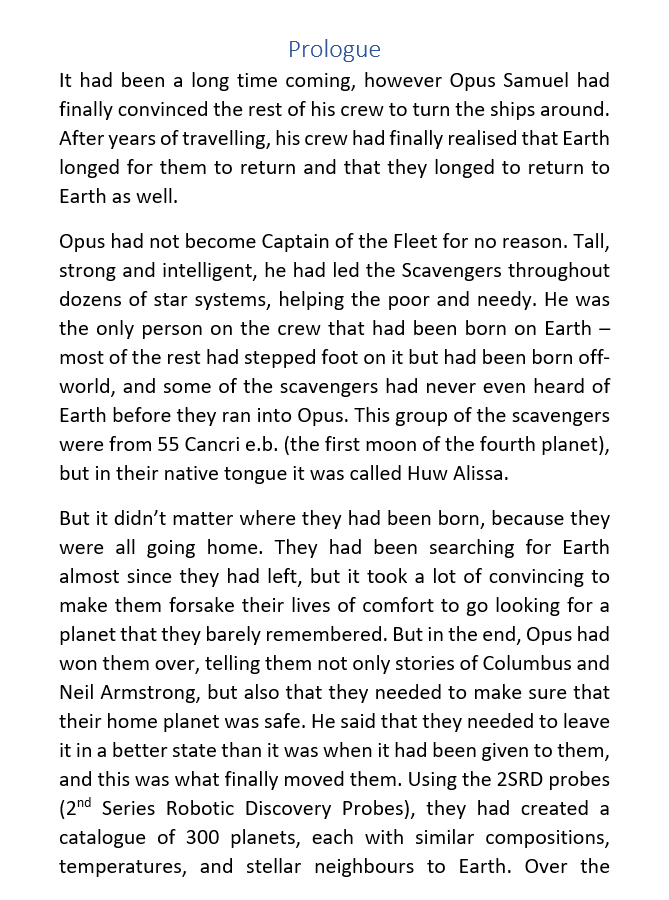 Prologue
It had been a long time coming, however Opus Samuel had
finally convinced the rest of his crew to turn the ships around.
After years of travelling, his crew had finally realised that Earth
longed for them to return and that they longed to return to
Earth as well.
Opus had not become Captain of the Fleet for no reason. Tall,
strong and intelligent, he had led the Scavengers throughout
dozens of star systems, helping the poor and needy. He was
the only person on the crew that had been born on Earth –
most of the rest had stepped foot on it but had been born off-
world, and some of the scavengers had never even heard of
Earth before they ran into Opus. This group of the scavengers
were from 55 Cancri e.b. (the first moon of the fourth planet),
but in their native tongue it was called Huw Alissa.
But it didn’t matter where they had been born, because they
were all going home. They had been searching for Earth
almost since they had left, but it took a lot of convincing to
make them forsake their lives of comfort to go looking for a
planet that they barely remembered. But in the end, Opus had
won them over, telling them not only stories of Columbus and
Neil Armstrong, but also that they needed to make sure that
their home planet was safe. He said that they needed to leave
it in a better state than it was when it had been given to them,
and this was what finally moved them. Using the 2SRD probes
(2nd Series Robotic Discovery Probes), they had created a
catalogue of 300 planets, each with similar compositions,
temperatures, and stellar neighbours to Earth. Over the